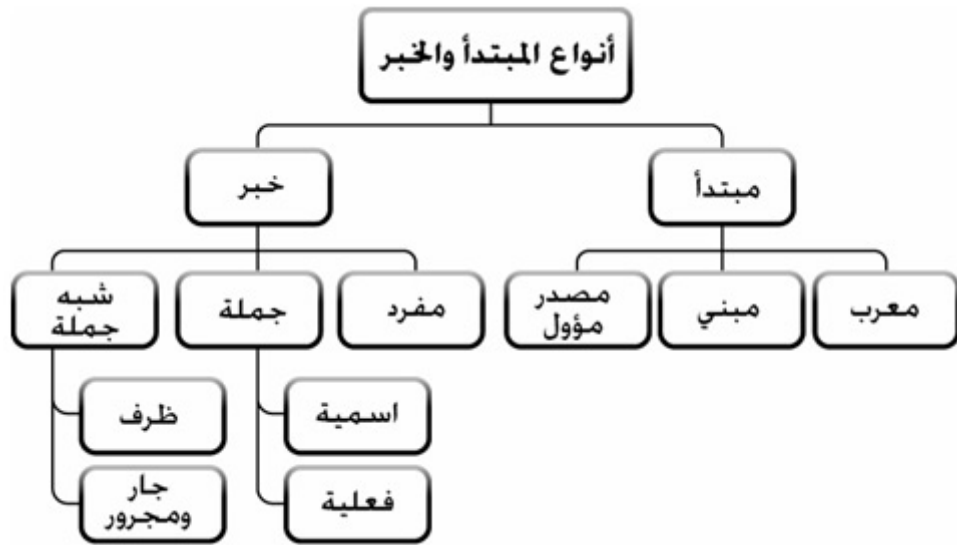 أنواع المبتدأ والخبر
مبتدأ
خبر
معرب
مبني
مصدر
مؤول
مفرد
جملة
شبه
جملة
اسمية
فعلية
ظرف
جار
ومجرور